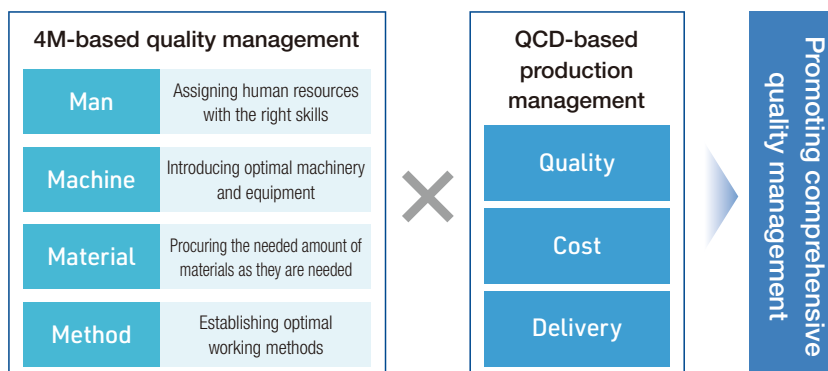 4M-based quality management
Man
Assigning human resources
with the right skills
Machine
Introducing optimal machinery
and equipment
Material
Procuring the needed amount of
materials as they are needed
Method
Establishing optimal
working methods
×
QCD-based
production
management
Quality
Cost
Delivery
Promoting comprehensive
quality management